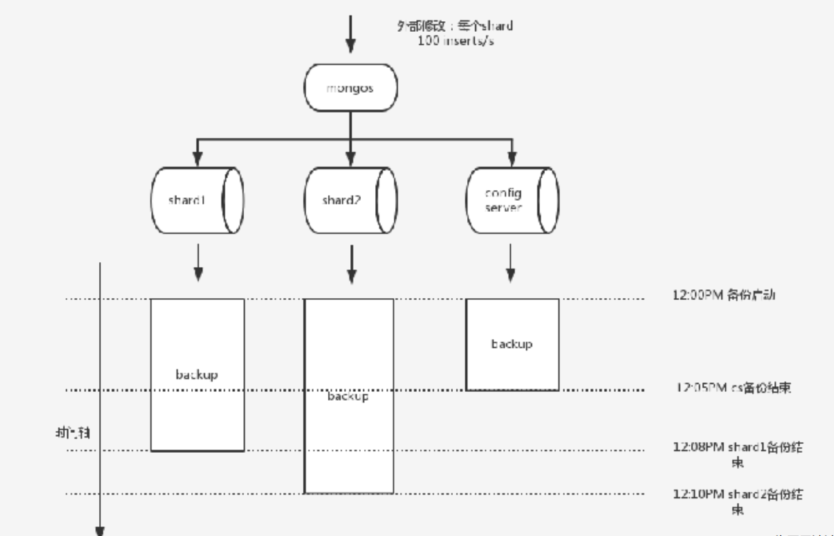 外部修改：每个shard
100 inserts/s
mongos
shard1
shard2
config
server
12:00PM 备份启动
backup
backup
backup
12:05PM cs备份结束
时间轴
12:08PM shard1备份结
束
12:10PM shard2备份结
束